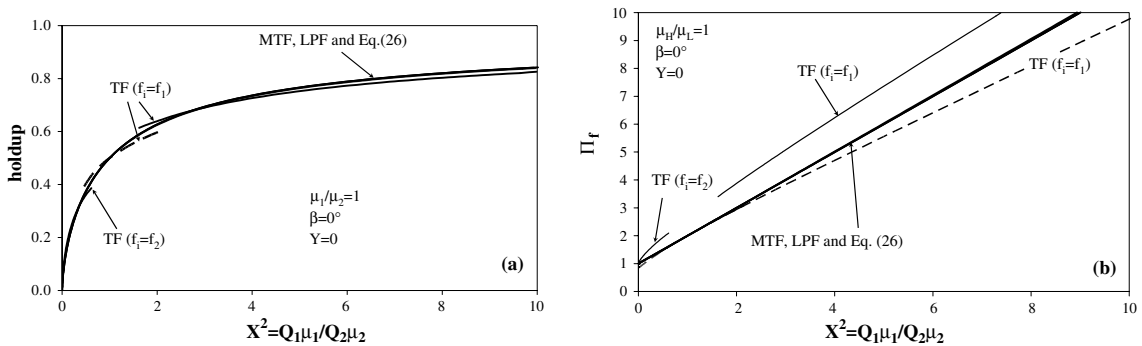 1.0
0.8
0.6
0.4
0.2
0.0
holdup
0 2 4 6 8 10
X²=Q₁μ₁/Q₂μ₂
MTF, LPF and Eq.(26)
TF (fᵢ=f₁)
TF (fᵢ=f₂)
μ₁/μ₂=1
β=0°
Y=0
(a)
10
9
8
7
6
5
4
3
2
1
0
Π_f
0 2 4 6 8 10
X²=Q₁μ₁/Q₂μ₂
μ_H/μ_L=1
β=0°
Y=0
TF (fᵢ=f₁)
TF (fᵢ=f₁)
TF (fᵢ=f₂)
MTF, LPF and Eq. (26)
(b)